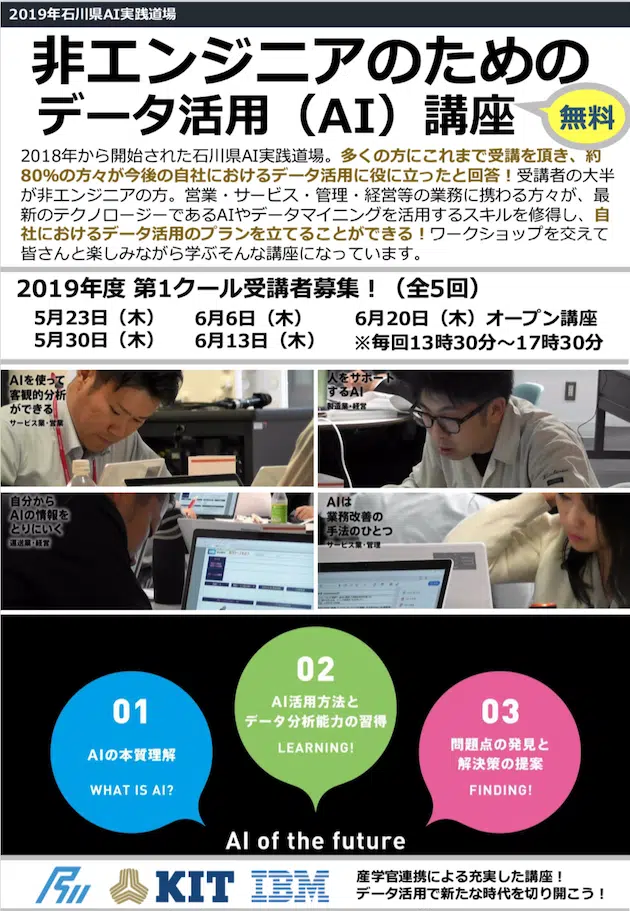 2019年石川県AI実践道場
非エンジニアのための
データ活用（AI）講座
無料
2018年から開始された石川県AI実践道場。多くの方にこれまで受講を頂き、約
80%の方々が今後の自社におけるデータ活用に役に立ったと回答！受講者の大半
が非エンジニアの方。営業・サービス・管理・経営等の業務に携わる方々が、最
新のテクノロージーであるAIやデータマイニングを活用するスキルを修得し、自
社におけるデータ活用のプランを立てることができる！ワークショップを交えて
皆さんと楽しみながら学ぶそんな講座になっています。
2019年度 第1クール受講者募集！（全5回）
5月23日（木）　6月6日（木）　6月20日（木）オープン講座
5月30日（木）　6月13日（木）　※毎回13時30分～17時30分
AIを使って
客観的分析
ができる
サービス業・営業
人をサポート
するAI
製造業・経営
自分から
AIの情報を
とりにいく
運送業・経営
AIは
業務改善の
手法のひとつ
サービス業・管理
01
AIの本質理解
WHAT IS AI?
02
AI活用方法と
データ分析能力の習得
LEARNING!
03
問題点の発見と
解決策の提案
FINDING!
AI of the future
KIT
IBM
産学官連携による充実した講座！
データ活用で新たな時代を切り開こう！